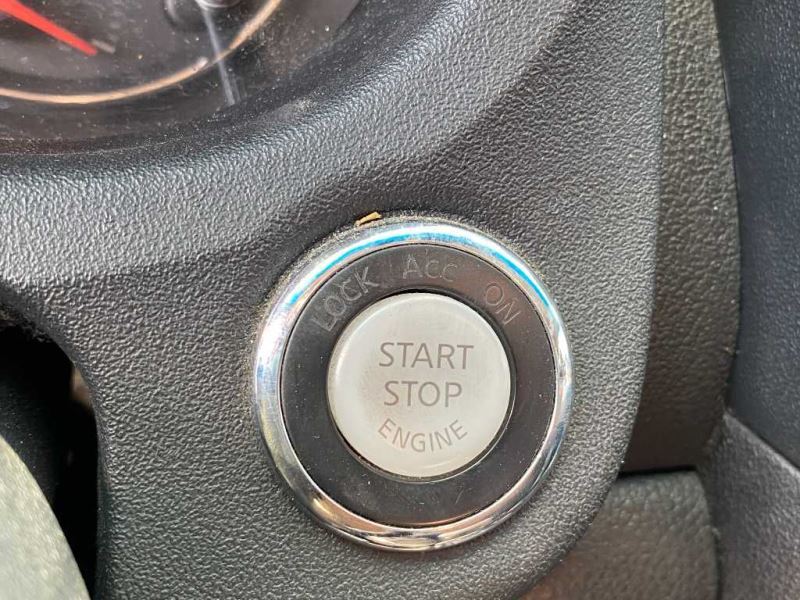 LOCK ACC ON
START
STOP
ENGINE